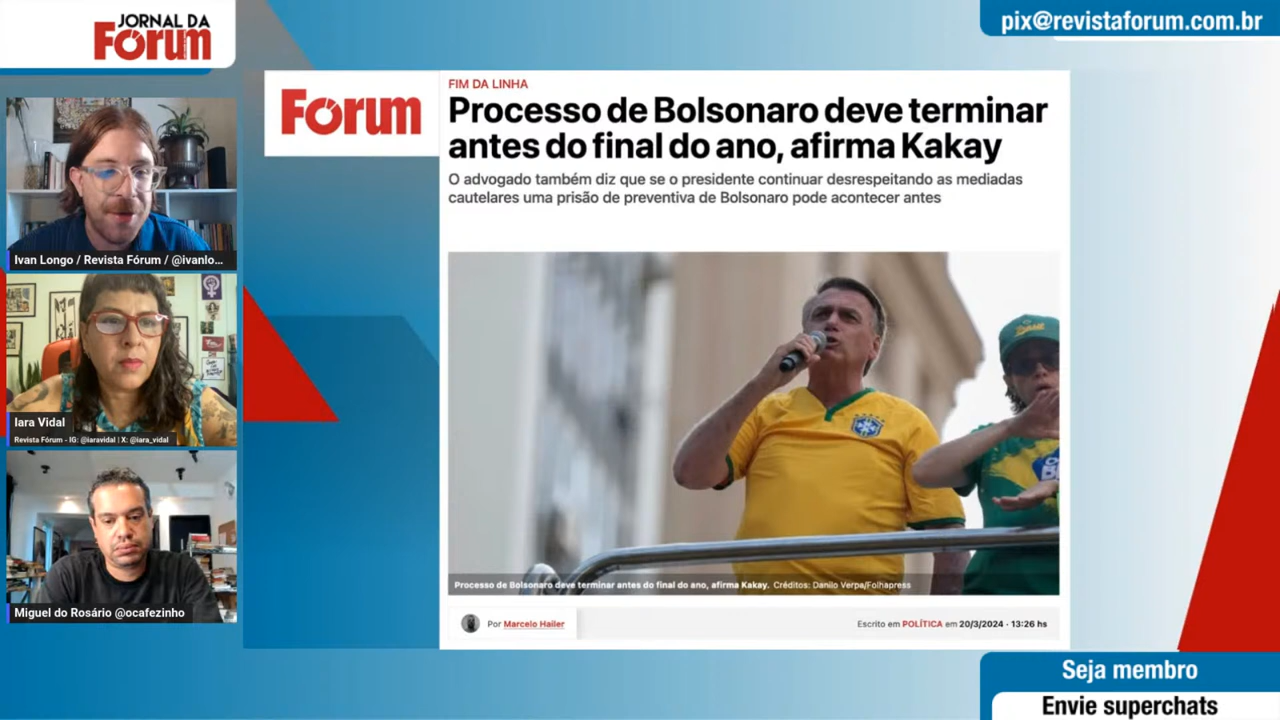 JORNAL DA
Fórum
pix@revistaforum.com.br
Fórum
FIM DA LINHA
Processo de Bolsonaro deve terminar
antes do final do ano, afirma Kakay
O advogado também diz que se o presidente continuar desrespeitando as mediadas
cautelares uma prisão de preventiva de Bolsonaro pode acontecer antes
Ivan Longo / Revista Fórum / @ivanlo...
Iara Vidal
Revista Fórum - IG: @iaravidal | X: @iara_vidal
Miguel do Rosário @ocafezinho
Processo de Bolsonaro deve terminar antes do final do ano, afirma Kakay. Créditos: Danilo Verpa/Folhapress
Por Marcelo Hailer
Escrito em POLÍTICA em 20/3/2024 · 13:26 hs
Seja membro
Envie superchats